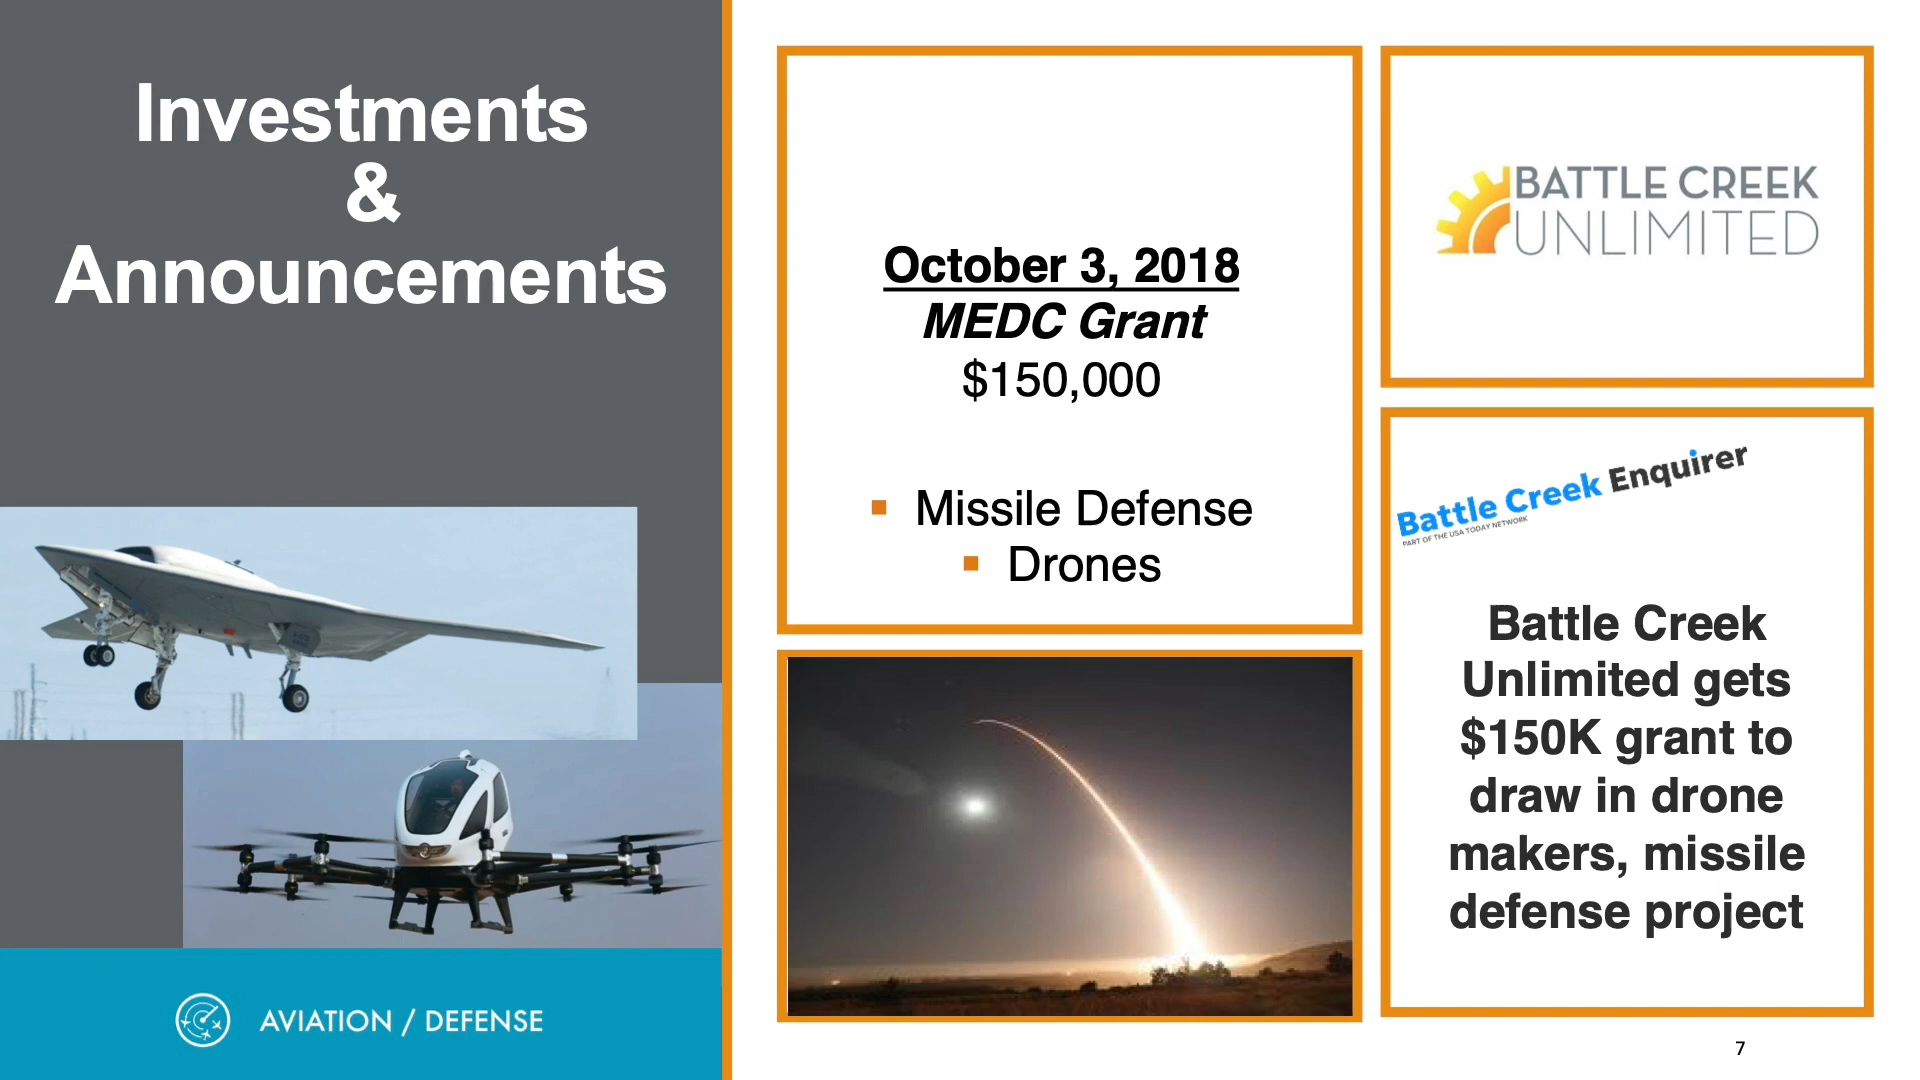 Investments
&
Announcements
AVIATION / DEFENSE
October 3, 2018
MEDC Grant
$150,000
▪ Missile Defense
▪ Drones
BATTLE CREEK
UNLIMITED
Battle Creek Enquirer
PART OF THE USA TODAY NETWORK
Battle Creek
Unlimited gets
$150K grant to
draw in drone
makers, missile
defense project
7